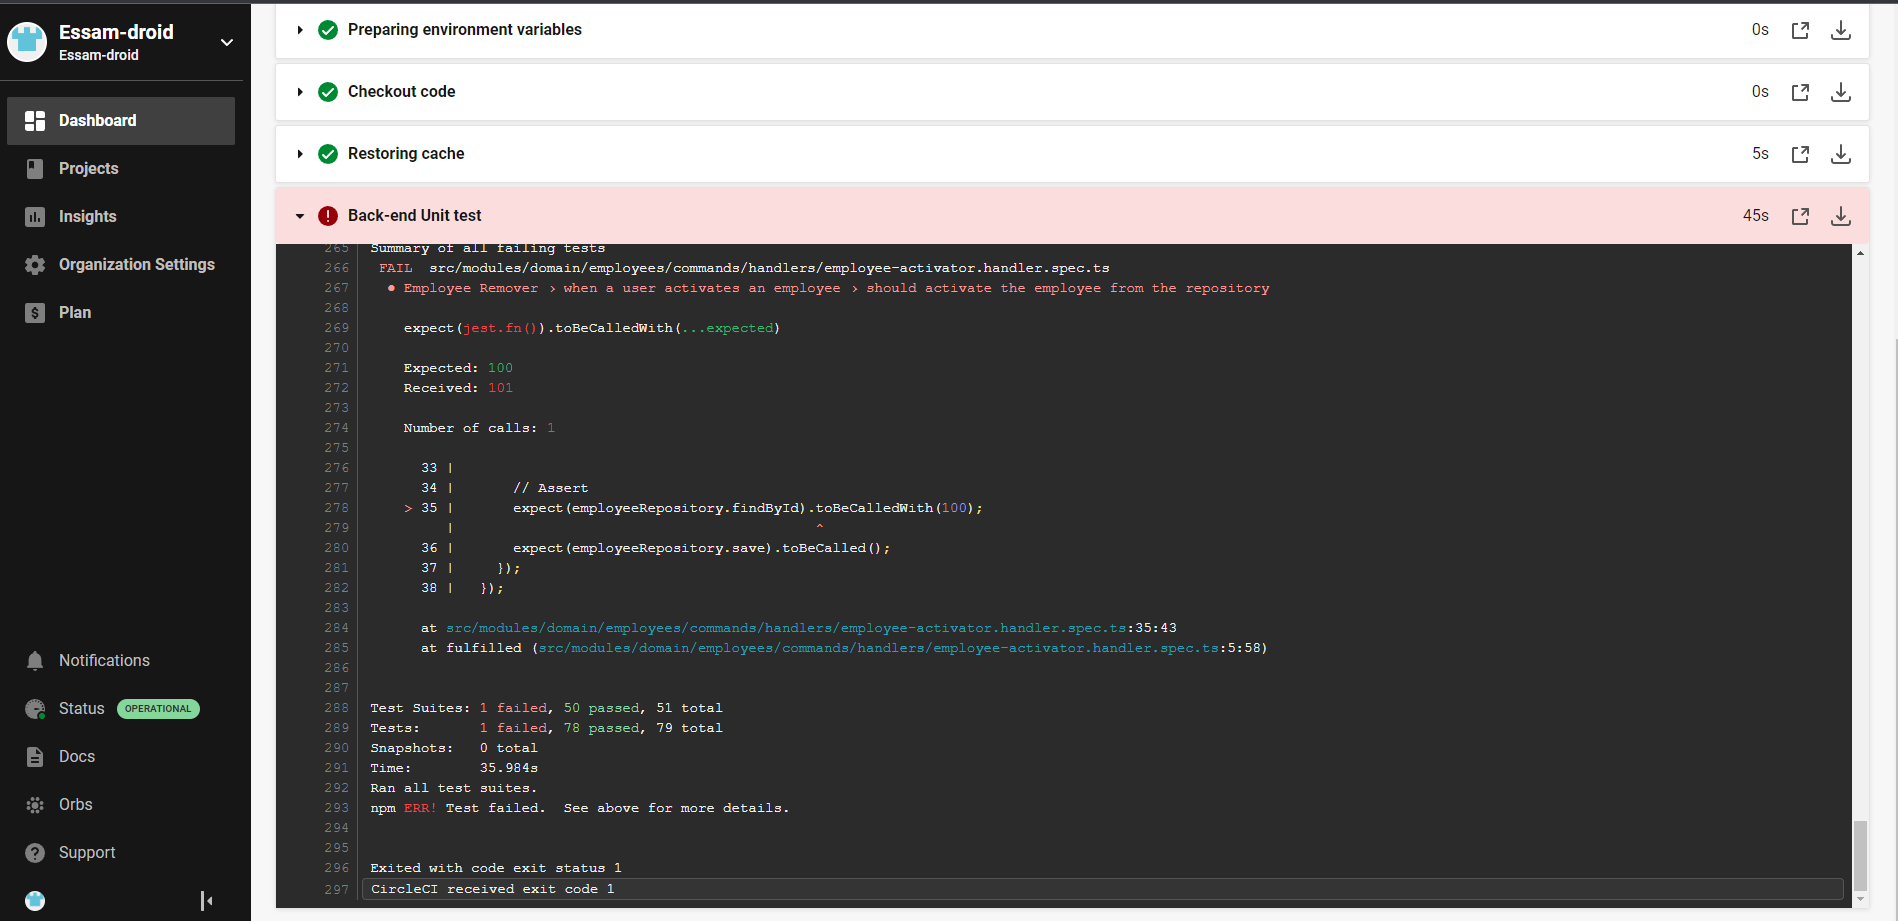 Essam-droid
Essam-droid
Dashboard
Projects
Insights
Organization Settings
Plan
Notifications
Status OPERATIONAL
Docs
Orbs
Support
Preparing environment variables 0s
Checkout code 0s
Restoring cache 5s
Back-end Unit test 45s
265 Summary of all failing tests
266 FAIL src/modules/domain/employees/commands/handlers/employee-activator.handler.spec.ts
267 ● Employee Remover › when a user activates an employee › should activate the employee from the repository
268
269 expect(jest.fn()).toBeCalledWith(...expected)
270
271 Expected: 100
272 Received: 101
273
274 Number of calls: 1
275
276 33 |
277 34 | // Assert
278 > 35 | expect(employeeRepository.findById).toBeCalledWith(100);
279 | ^
280 36 | expect(employeeRepository.save).toBeCalled();
281 37 | });
282 38 | });
283
284 at src/modules/domain/employees/commands/handlers/employee-activator.handler.spec.ts:35:43
285 at fulfilled (src/modules/domain/employees/commands/handlers/employee-activator.handler.spec.ts:5:58)
286
287
288 Test Suites: 1 failed, 50 passed, 51 total
289 Tests: 1 failed, 78 passed, 79 total
290 Snapshots: 0 total
291 Time: 35.984s
292 Ran all test suites.
293 npm ERR! Test failed. See above for more details.
294
295
296 Exited with code exit status 1
297 CircleCI received exit code 1